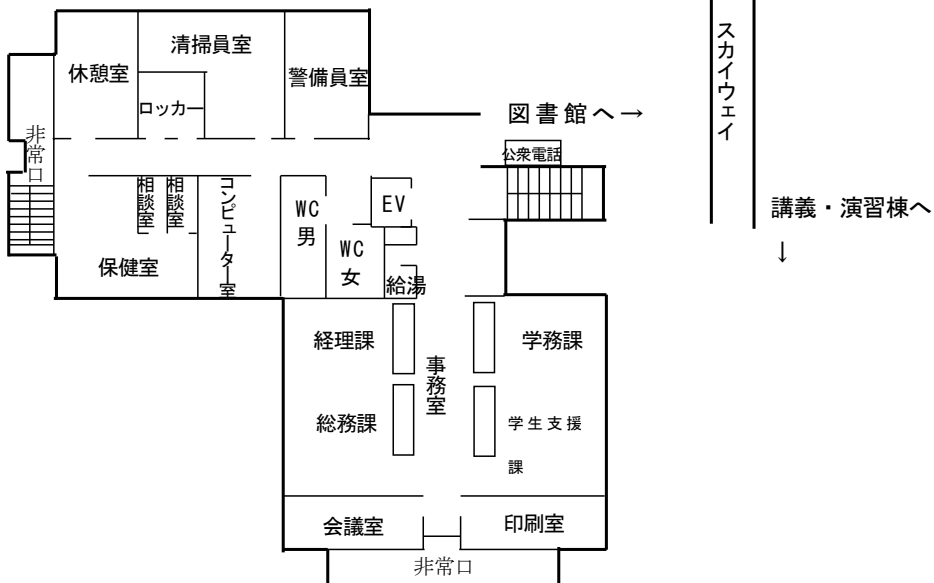 清掃員室
休憩室
警備員室
ロッカー
非常口
公衆電話
図書館へ→
スカイウェイ
講義・演習棟へ
↓
相談室
相談室
コンピューター室
WC
男
WC
女
EV
保健室
給湯
経理課
事務室
学務課
総務課
学生支援
課
会議室
印刷室
非常口